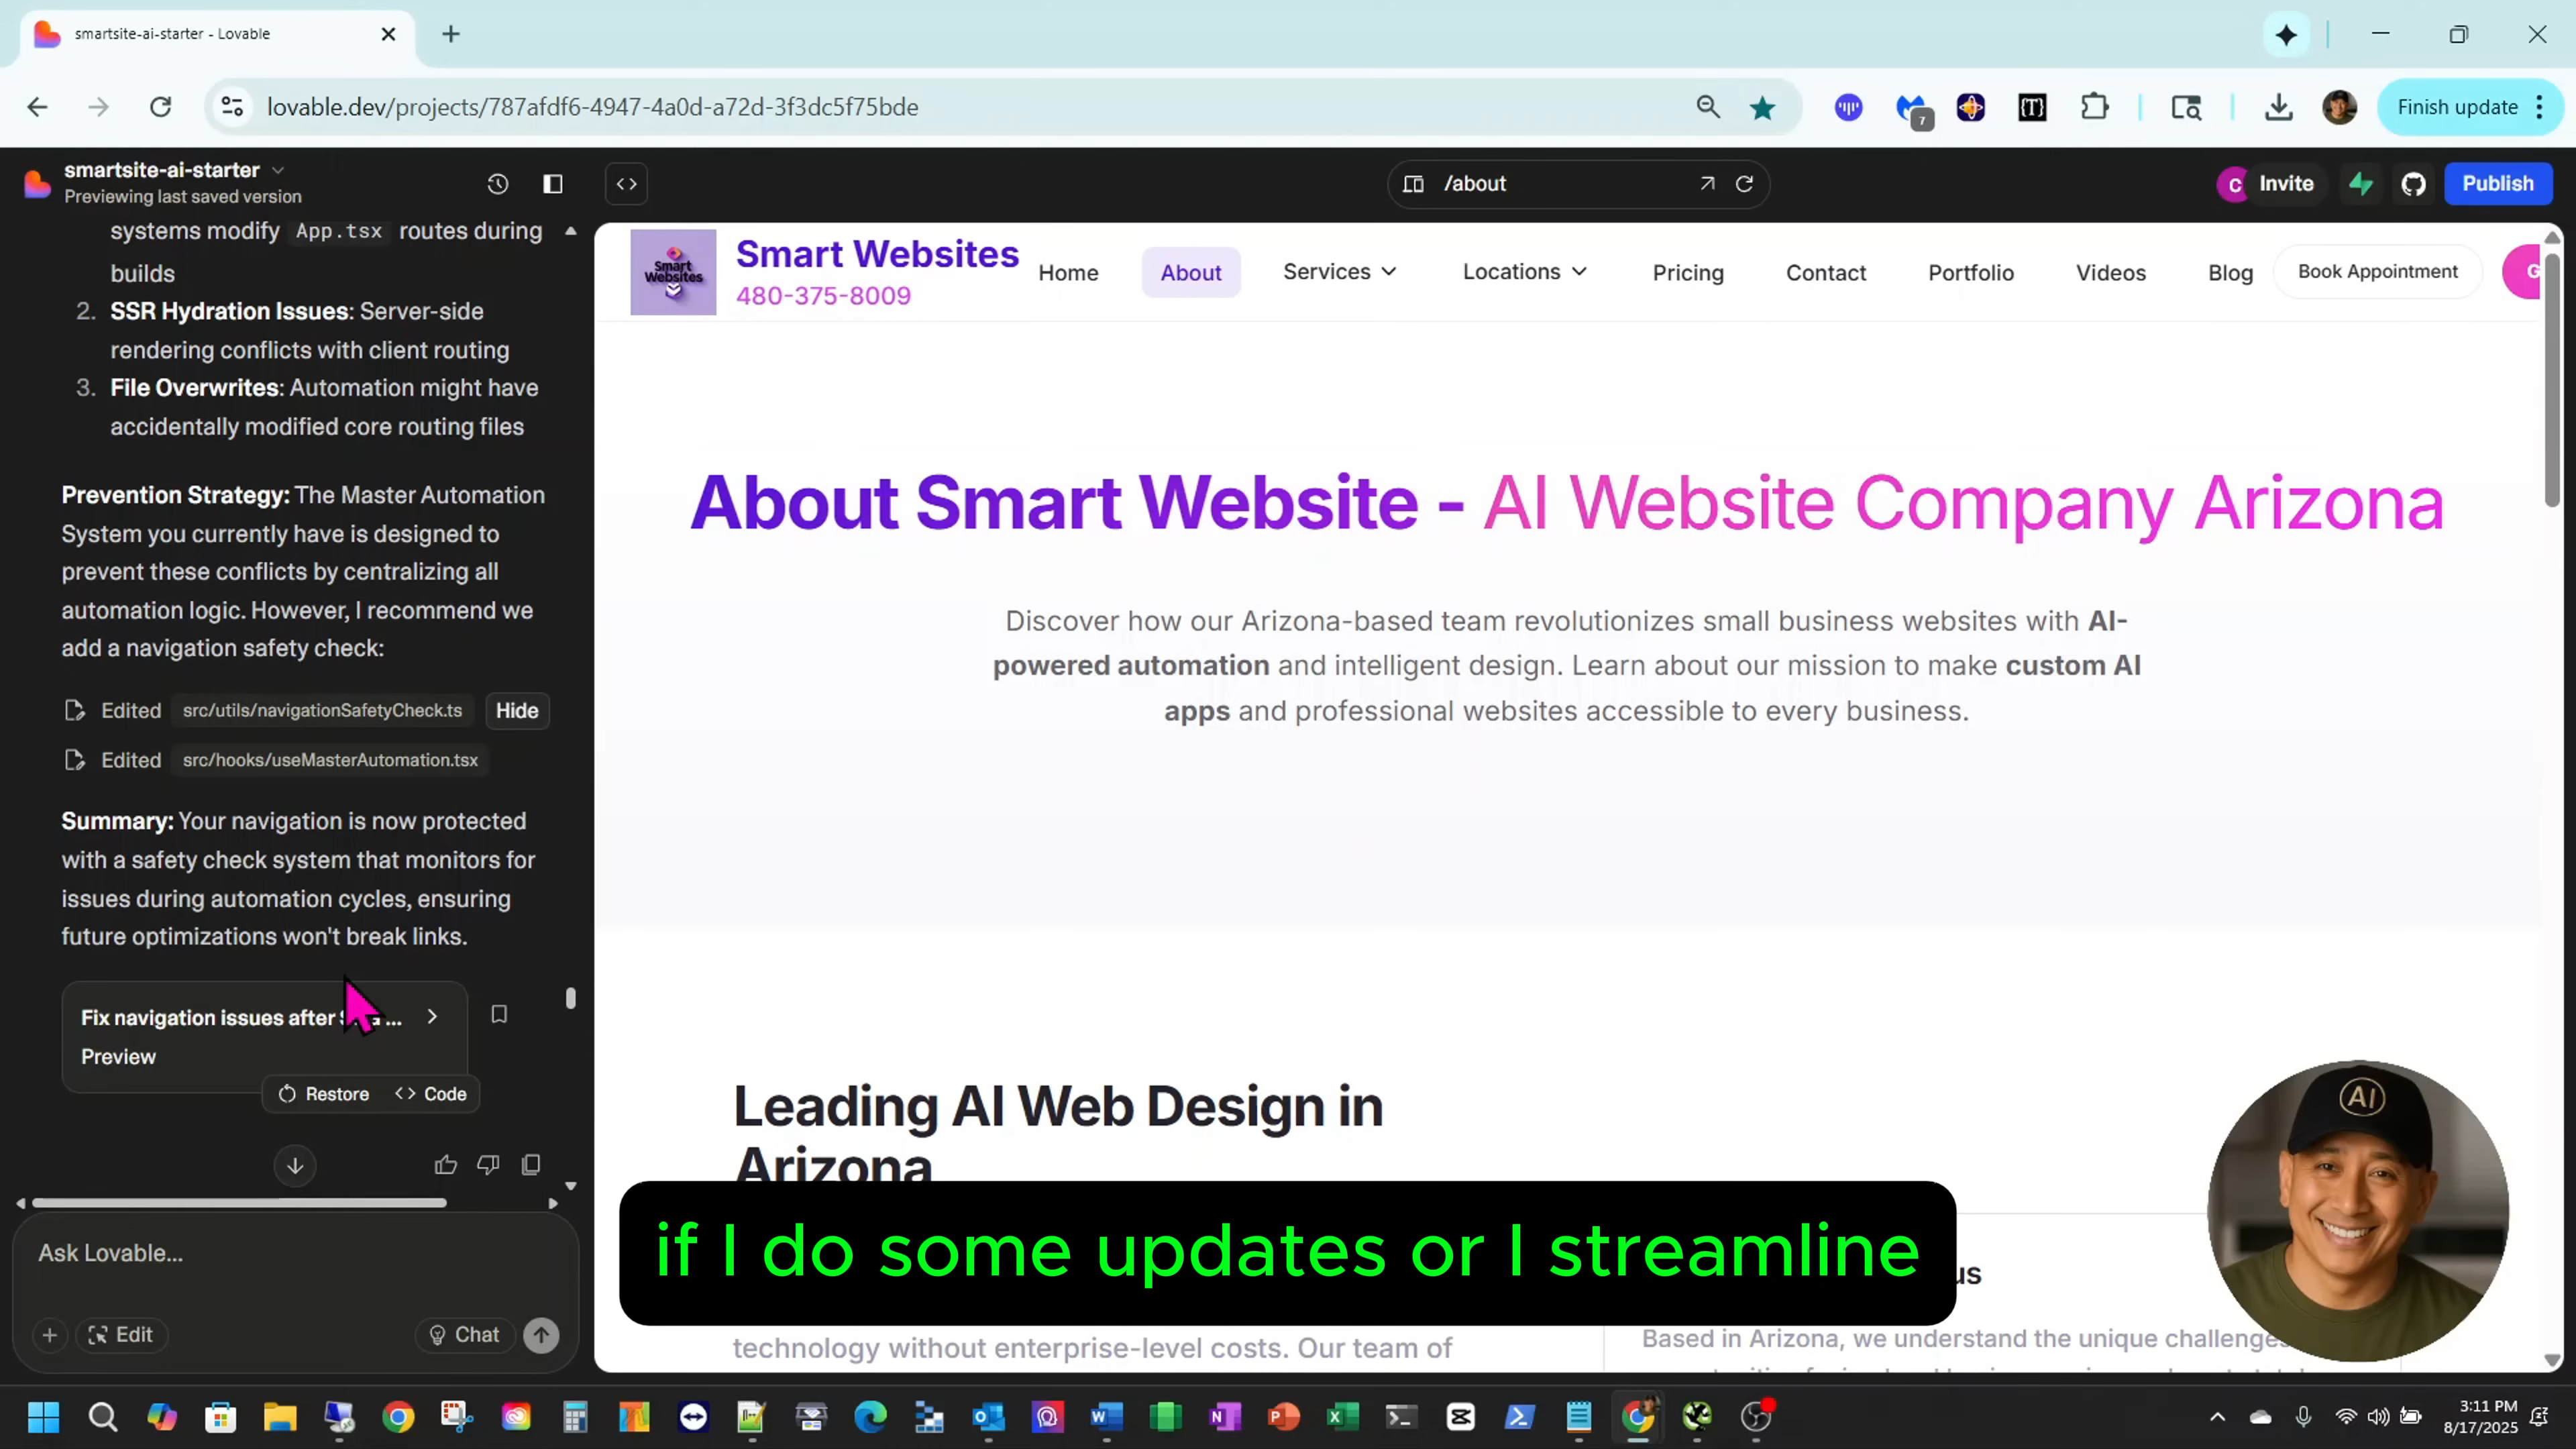 smartsite-ai-starter - Lovable
lovable.dev/projects/787afdf6-4947-4a0d-a72d-3f3dc5f75bde
7
Finish update
smartsite-ai-starter
Previewing last saved version
/about
C
Invite
Publish
systems modify App.tsx routes during
builds
2. SSR Hydration Issues: Server-side
rendering conflicts with client routing
3. File Overwrites: Automation might have
accidentally modified core routing files
Prevention Strategy: The Master Automation
System you currently have is designed to
prevent these conflicts by centralizing all
automation logic. However, I recommend we
add a navigation safety check:
Edited src/utils/navigationSafetyCheck.ts Hide
Edited src/hooks/useMasterAutomation.tsx
Summary: Your navigation is now protected
with a safety check system that monitors for
issues during automation cycles, ensuring
future optimizations won't break links.
Fix navigation issues after ...
Preview
Restore
Code
Ask Lovable...
Edit
Chat
Smart Websites
Smart Websites
480-375-8009
Home
About
Services
Locations
Pricing
Contact
Portfolio
Videos
Blog
Book Appointment
G
About Smart Website - AI Website Company Arizona
Discover how our Arizona-based team revolutionizes small business websites with AI-
powered automation and intelligent design. Learn about our mission to make custom AI
apps and professional websites accessible to every business.
Leading AI Web Design in
Arizona
if I do some updates or I streamline
us
technology without enterprise-level costs. Our team of
Based in Arizona, we understand the unique challenges
AI
3:11 PM
8/17/2025